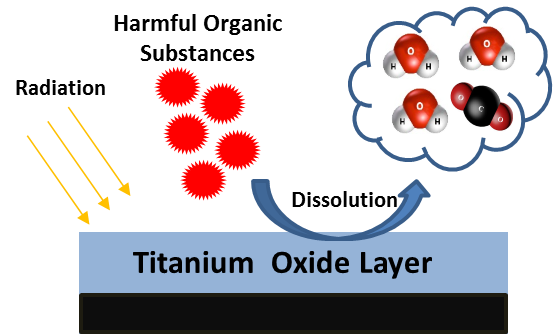 Harmful Organic
Substances
Radiation
O
H H
O
H H
O
H H
O C O
Dissolution
Titanium Oxide Layer